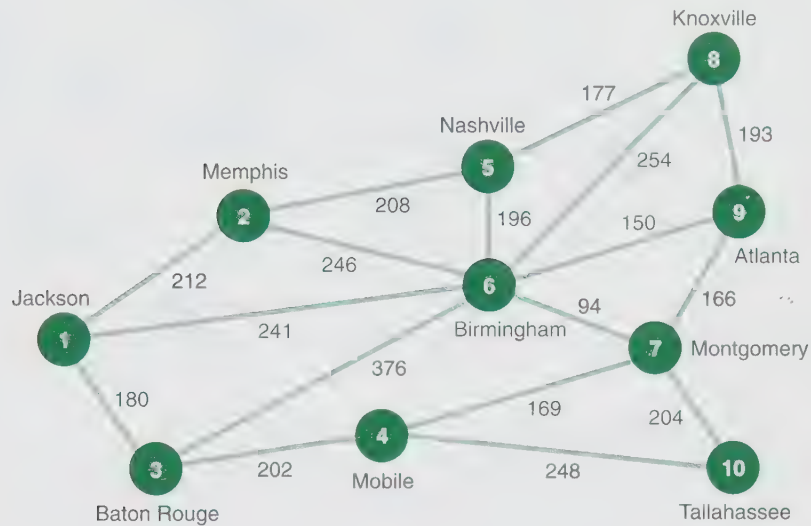 Knoxville
8
177
Nashville
193
Memphis
5
254
208
9
2
196
150
Atlanta
246
212
6
Jackson
94
166
241
Birmingham
1
7
Montgomery
376
180
169
204
4
3
202
248
10
Mobile
Baton Rouge
Tallahassee